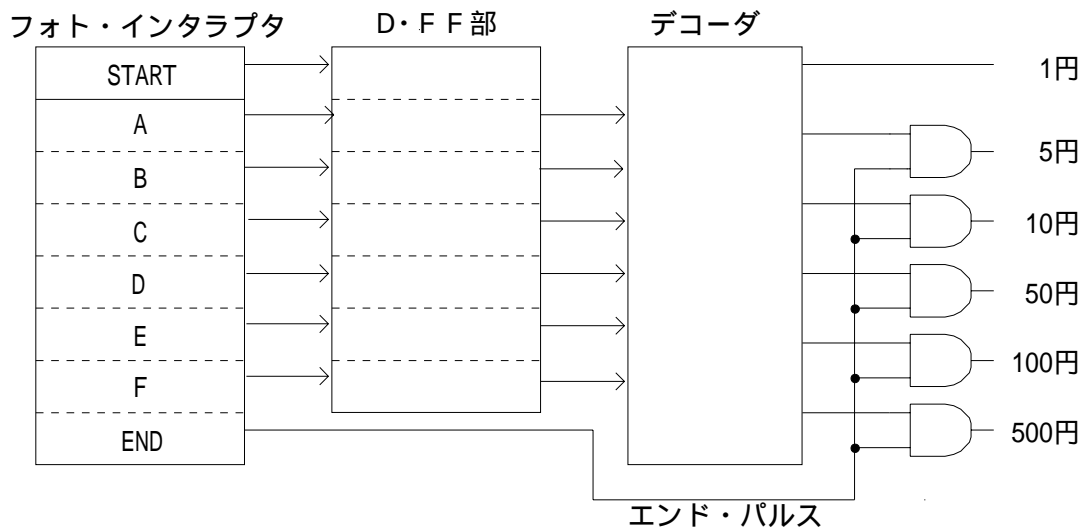 フォト・インタラプタ
D・ＦＦ部
デコーダ
START
A
B
C
D
E
F
END
1円
5円
10円
50円
100円
500円
エンド・パルス